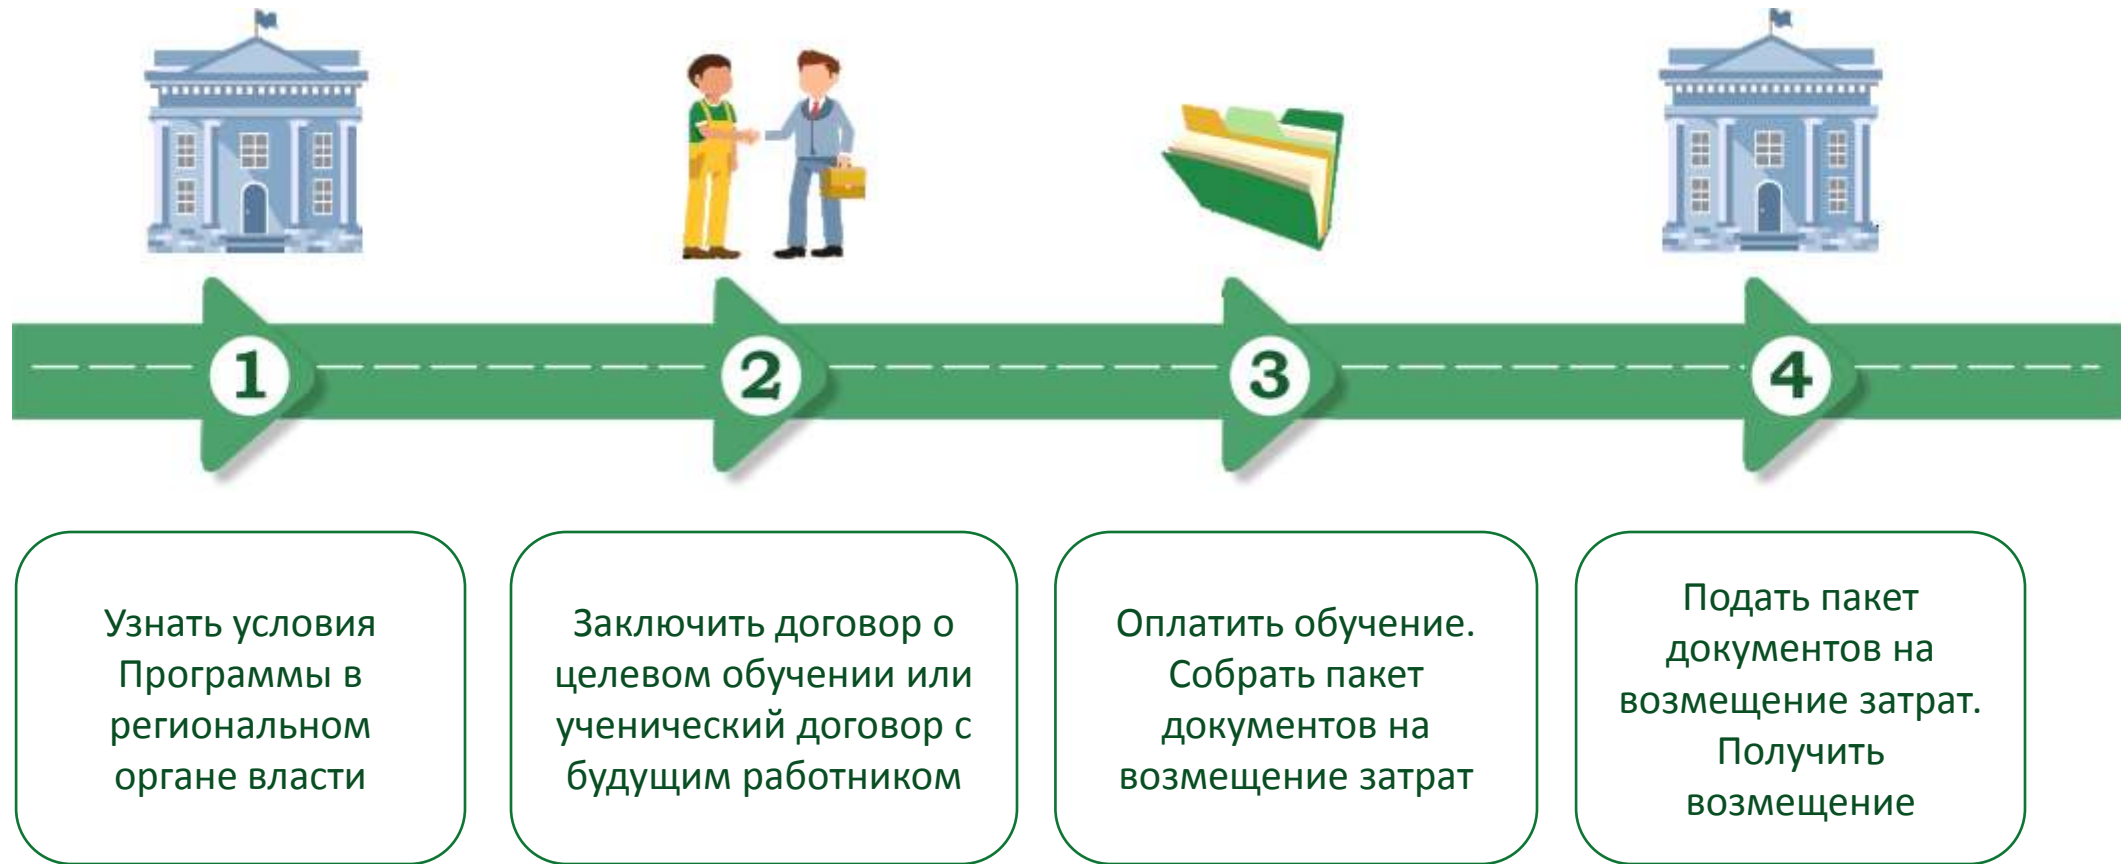 1
2
3
4
Узнать условия
Программы в
региональном
органе власти
Заключить договор о
целевом обучении или
ученический договор с
будущим работником
Оплатить обучение.
Собрать пакет
документов на
возмещение затрат
Подать пакет
документов на
возмещение затрат.
Получить
возмещение